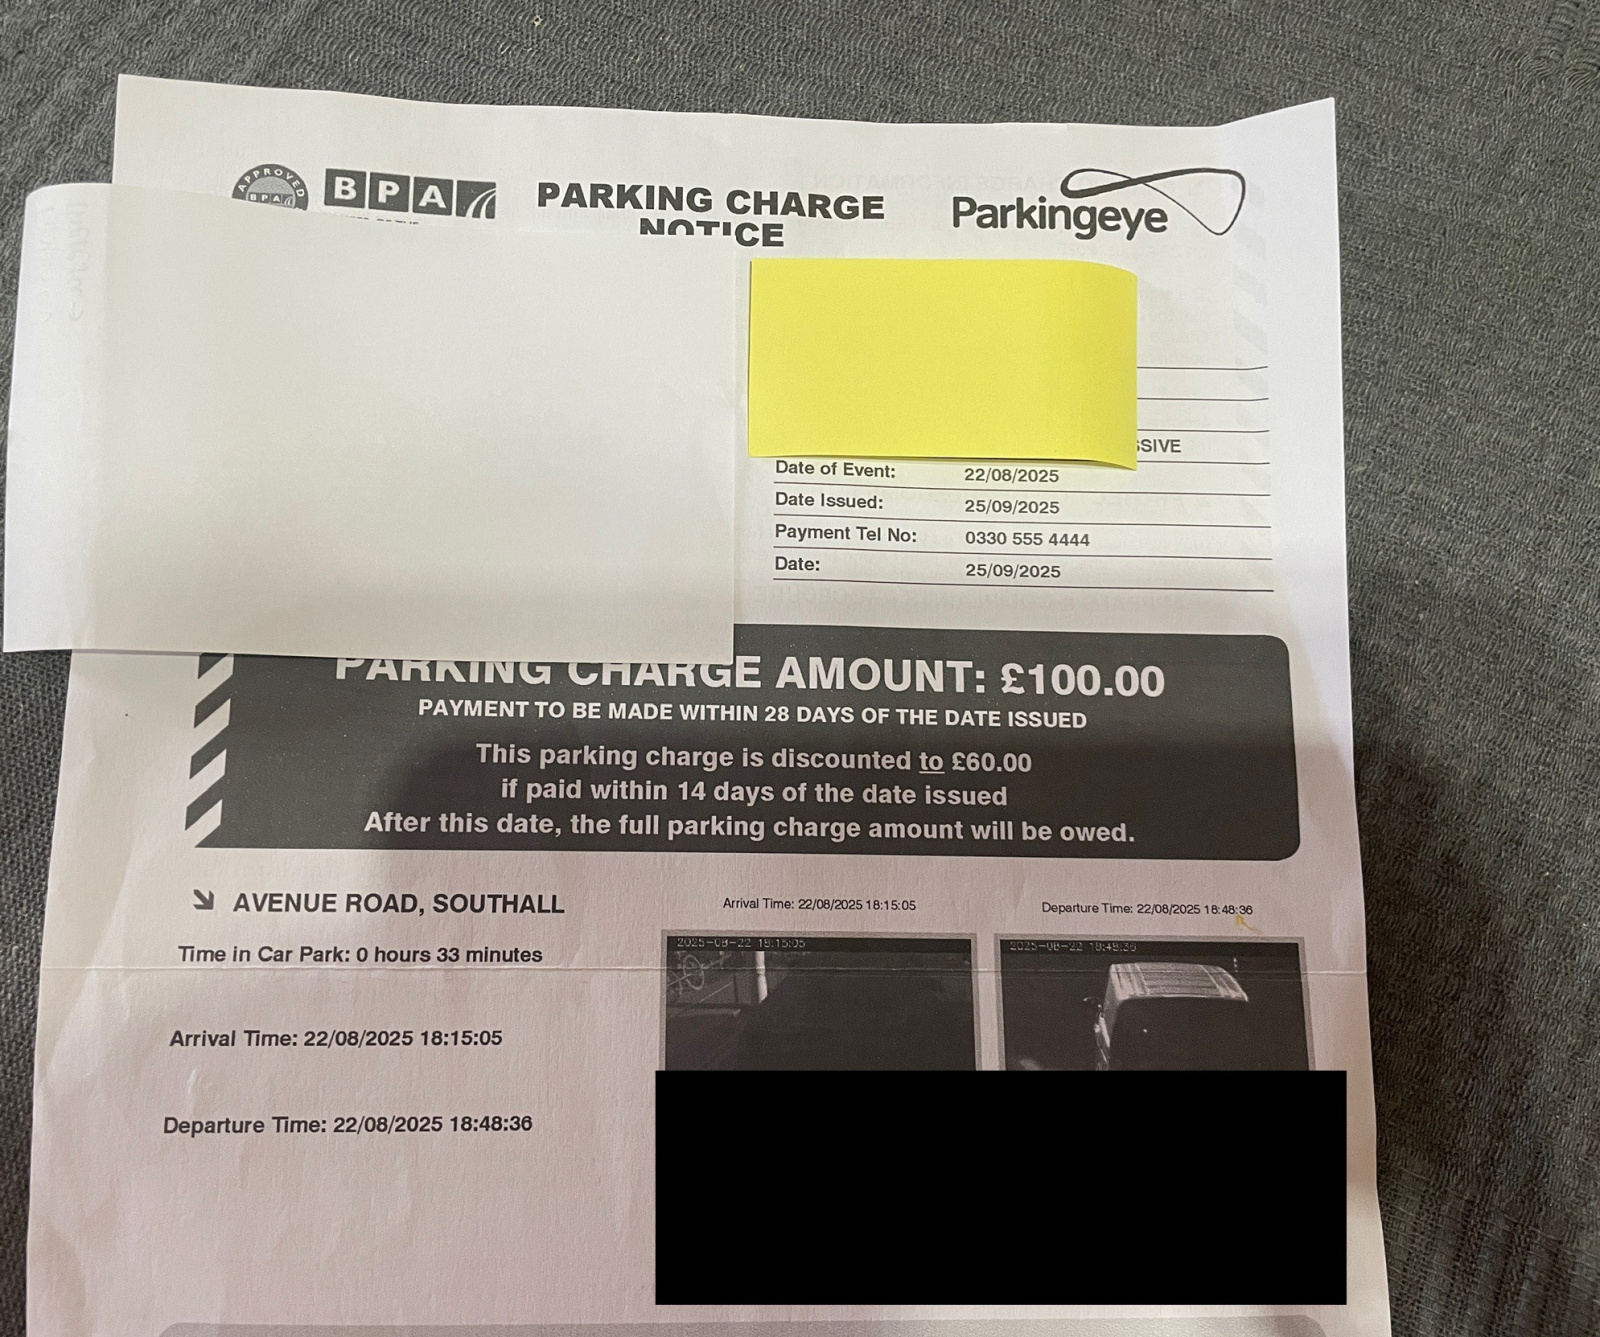 APPROVED
BPA
BPA
PARKING CHARGE
NOTICE
Parkingeye
SSIVE
Date of Event: 22/08/2025
Date Issued: 25/09/2025
Payment Tel No: 0330 555 4444
Date: 25/09/2025
PARKING CHARGE AMOUNT: £100.00
PAYMENT TO BE MADE WITHIN 28 DAYS OF THE DATE ISSUED
This parking charge is discounted to £60.00
if paid within 14 days of the date issued
After this date, the full parking charge amount will be owed.
AVENUE ROAD, SOUTHALL
Time in Car Park: 0 hours 33 minutes
Arrival Time: 22/08/2025 18:15:05
Departure Time: 22/08/2025 18:48:36
Arrival Time: 22/08/2025 18:15:05
Departure Time: 22/08/2025 18:48:36
2025-08-22 18:15:05
2025-08-22 18:48:36